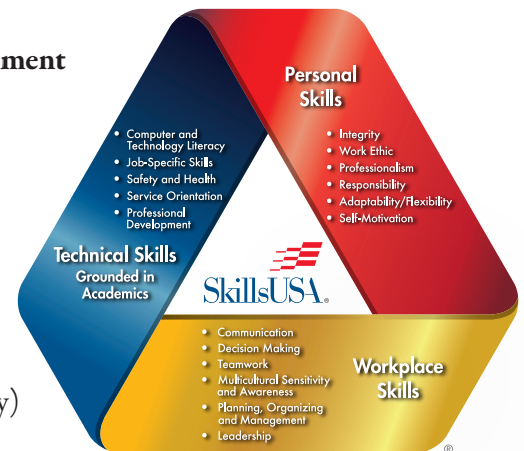 nment
Personal
Skills
• Integrity
• Work Ethic
• Professionalism
• Responsibility
• Adaptability/Flexibility
• Self-Motivation
• Computer and
Technology Literacy
• Job-Specific Skills
• Safety and Health
• Service Orientation
• Professional
Development
Technical Skills
Grounded in
Academics
SkillsUSA®
• Communication
• Decision Making
• Teamwork
• Multicultural Sensitivity
and Awareness
• Planning, Organizing
and Management
• Leadership
Workplace
Skills
y)
®